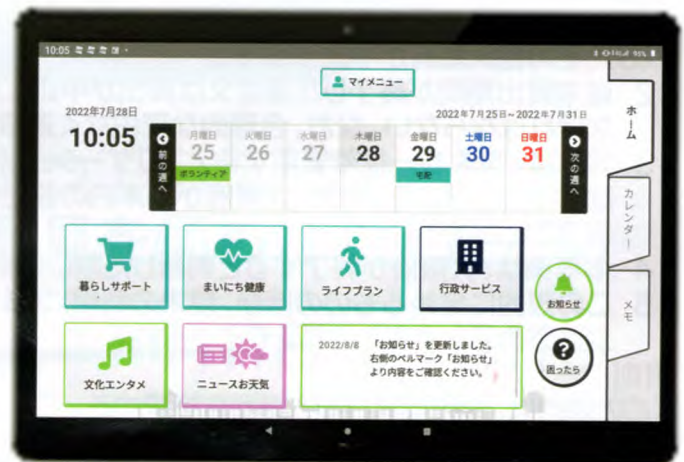 10:05
95%
マイメニュー
2022年7月28日
2022年7月25日~2022年7月31日
10:05
前の週へ
月曜日
25
ボランティア
火曜日
26
水曜日
27
木曜日
28
金曜日
29
宅配
土曜日
30
日曜日
31
次の週へ
ホーム
カレンダー
メモ
暮らしサポート
まいにち健康
ライフプラン
行政サービス
お知らせ
文化エンタメ
ニュースお天気
2022/8/8 「お知らせ」を更新しました。
右側のベルマーク「お知らせ」
より内容をご確認ください。
?
困ったら